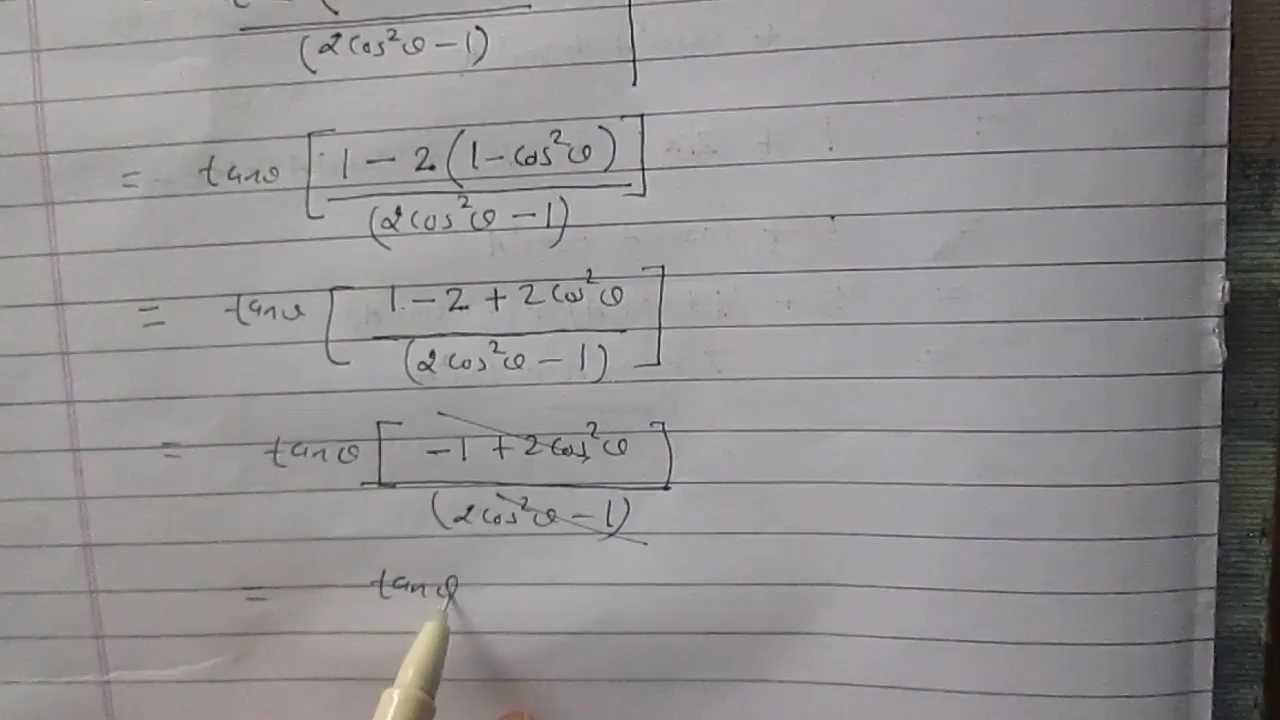 (2cos²θ - 1)
= tanθ [ 1 - 2(1 - cos²θ) ]
(2cos²θ - 1)
= tanθ [ 1 - 2 + 2cos²θ ]
(2cos²θ - 1)
= tanθ [ -1 + 2cos²θ ]
(2cos²θ - 1)
= tanθ